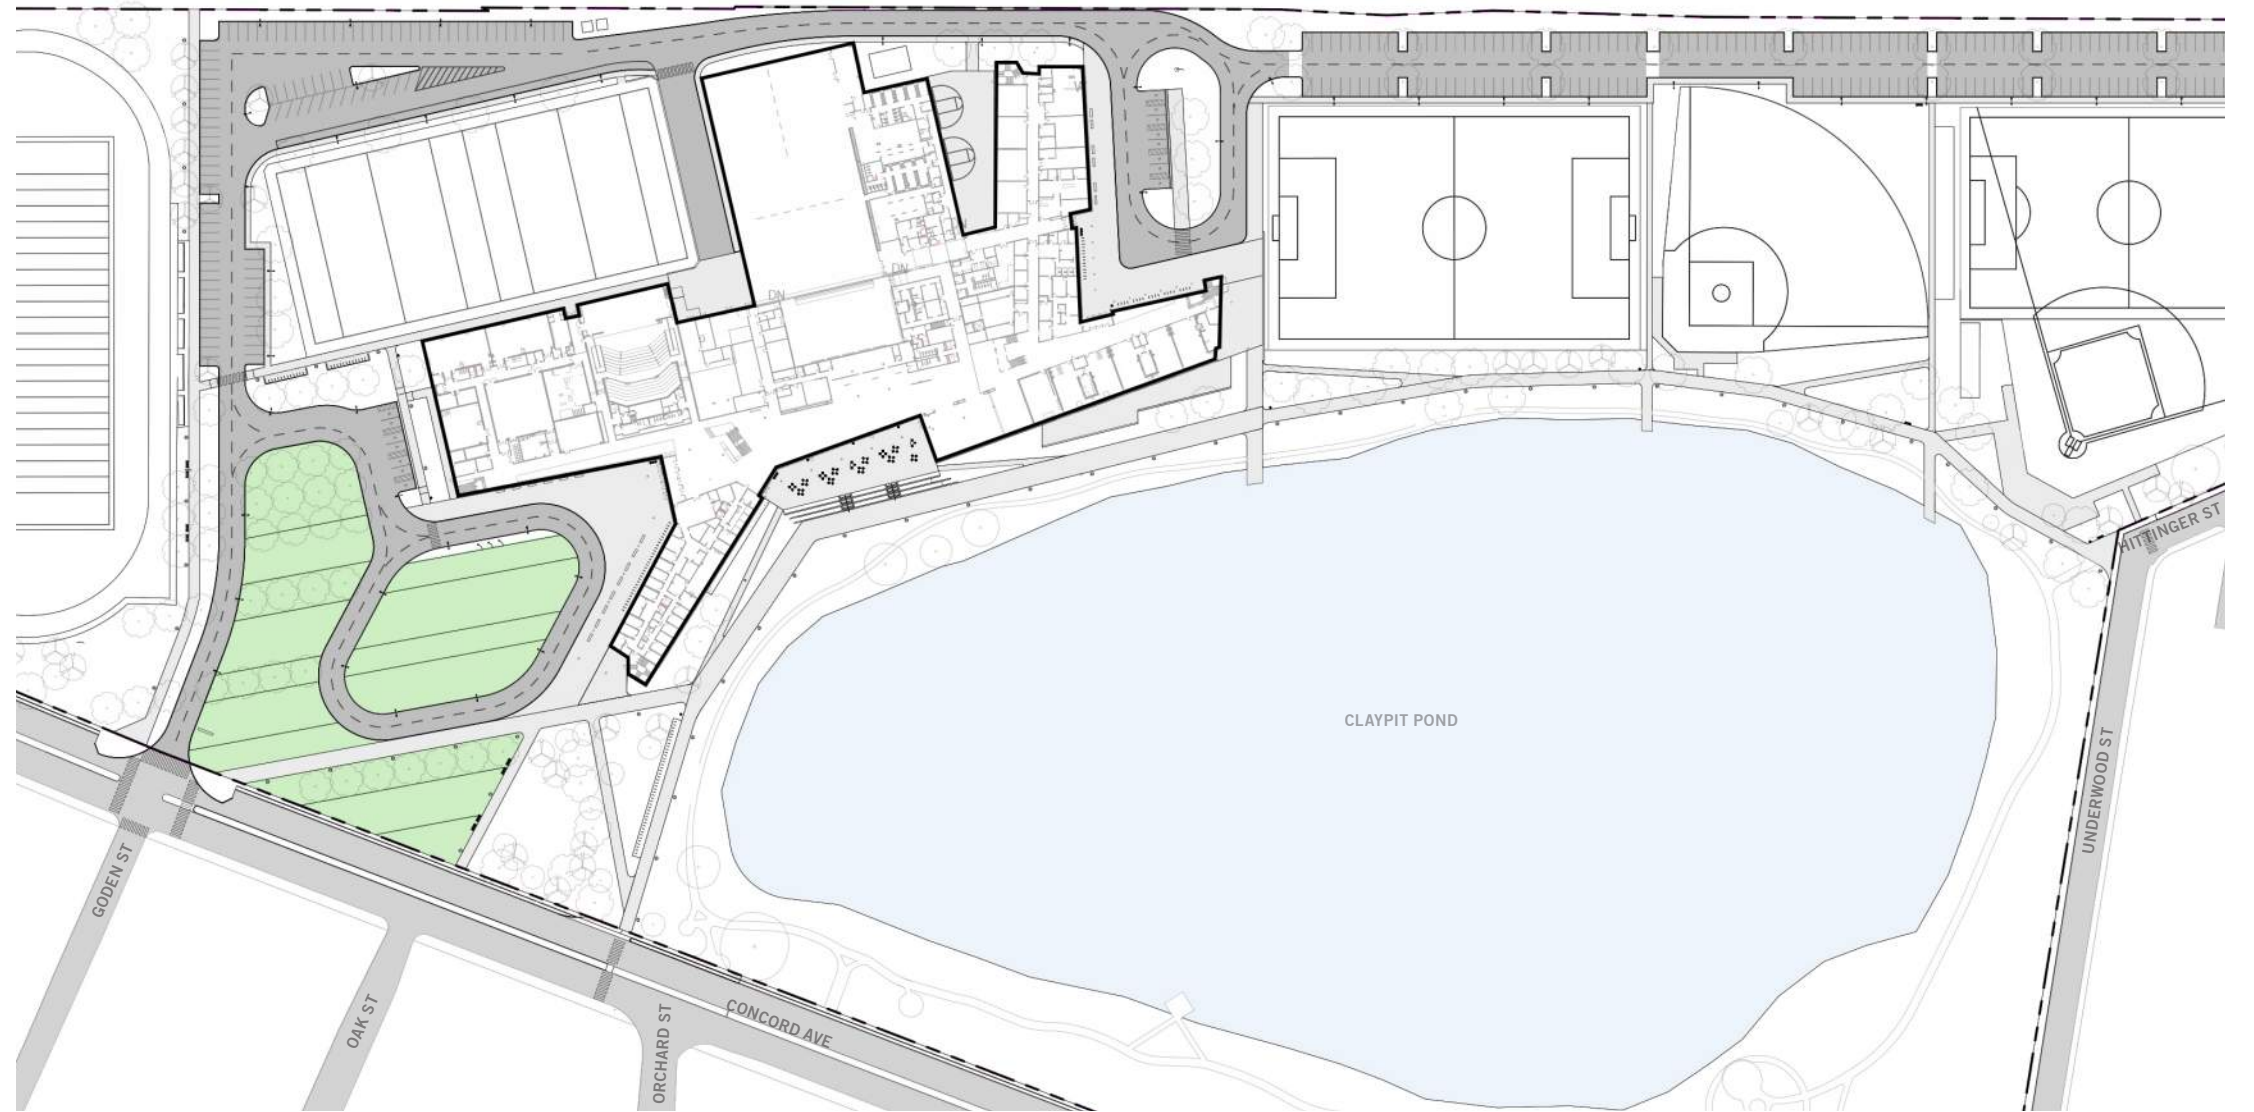 DN
DN
HITTINGER ST
CLAYPIT POND
UNDERWOOD ST
GODEN ST
OAK ST
ORCHARD ST
CONCORD AVE